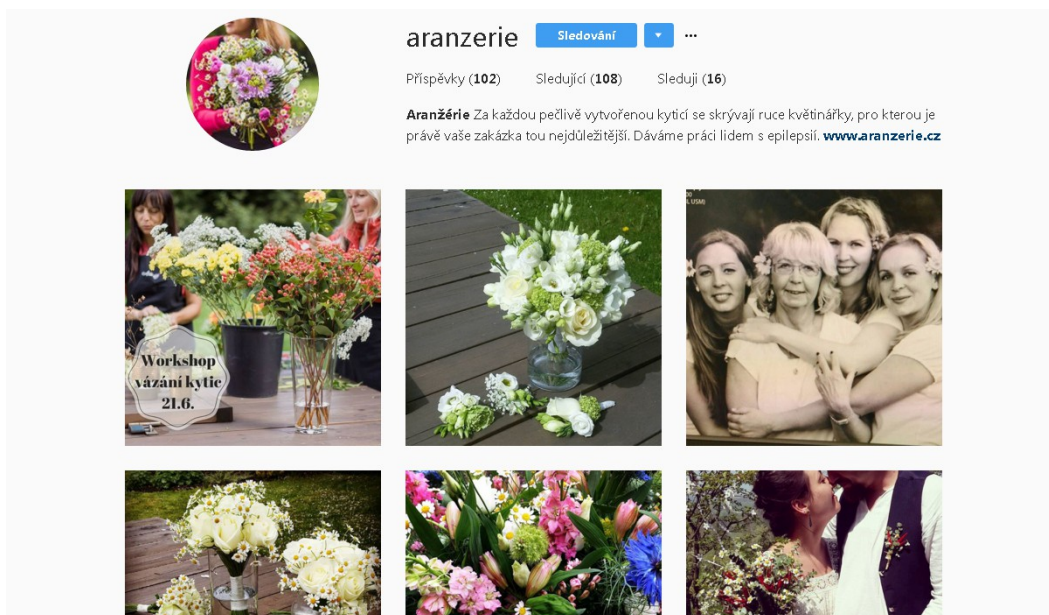 aranzerie Sledování ...
Příspěvky (102) Sledující (108) Sleduji (16)
Aranžérie Za každou pečlivě vytvořenou kyticí se skrývají ruce květinářky, pro kterou je
právě vaše zakázka tou nejdůležitější. Dáváme práci lidem s epilepsií. www.aranzerie.cz
Workshop
vázání kytic
21.6.